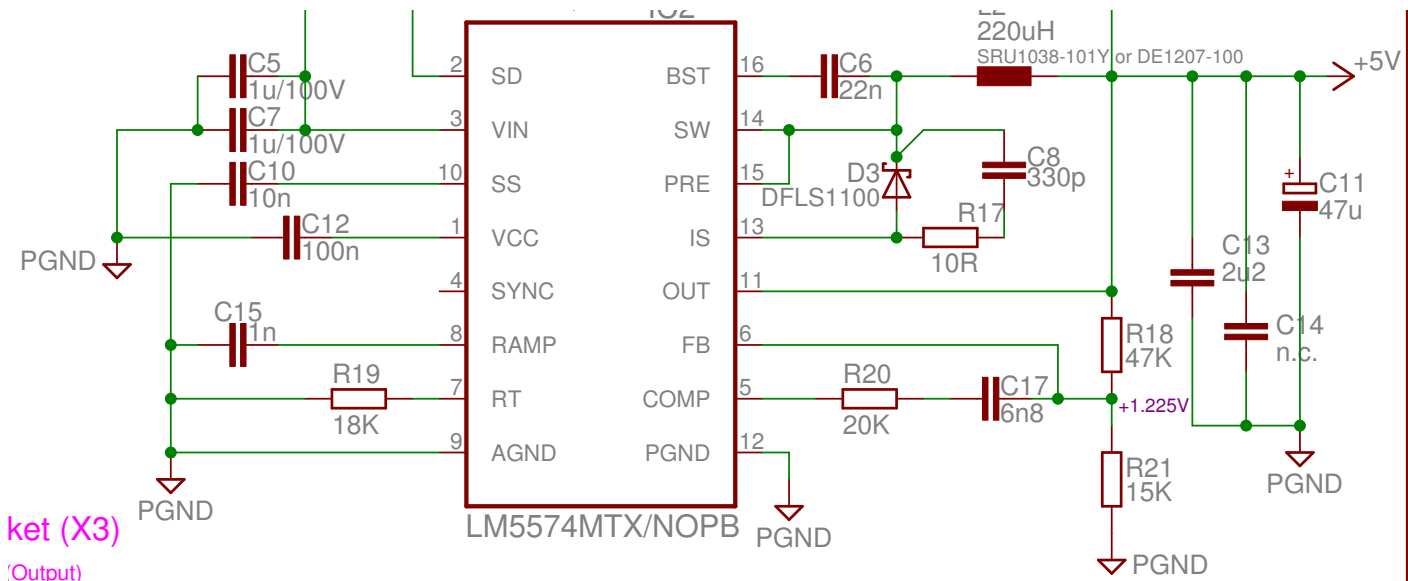 IC2
L2
220uH
SRU1038-101Y or DE1207-100
+5V
C5
1u/100V
C7
1u/100V
C10
10n
C12
100n
PGND
C15
1n
R19
18K
PGND
2 SD
3 VIN
10 SS
1 VCC
4 SYNC
8 RAMP
7 RT
9 AGND
BST 16
SW 14
PRE 15
IS 13
OUT 11
FB 6
COMP 5
PGND 12
LM5574MTX/NOPB
C6
22n
D3
DFLS1100
C8
330p
R17
10R
R20
20K
C17
6n8
PGND
R18
47K
+1.225V
R21
15K
PGND
C13
2u2
C14
n.c.
+
C11
47u
PGND
ket (X3)
(Output)